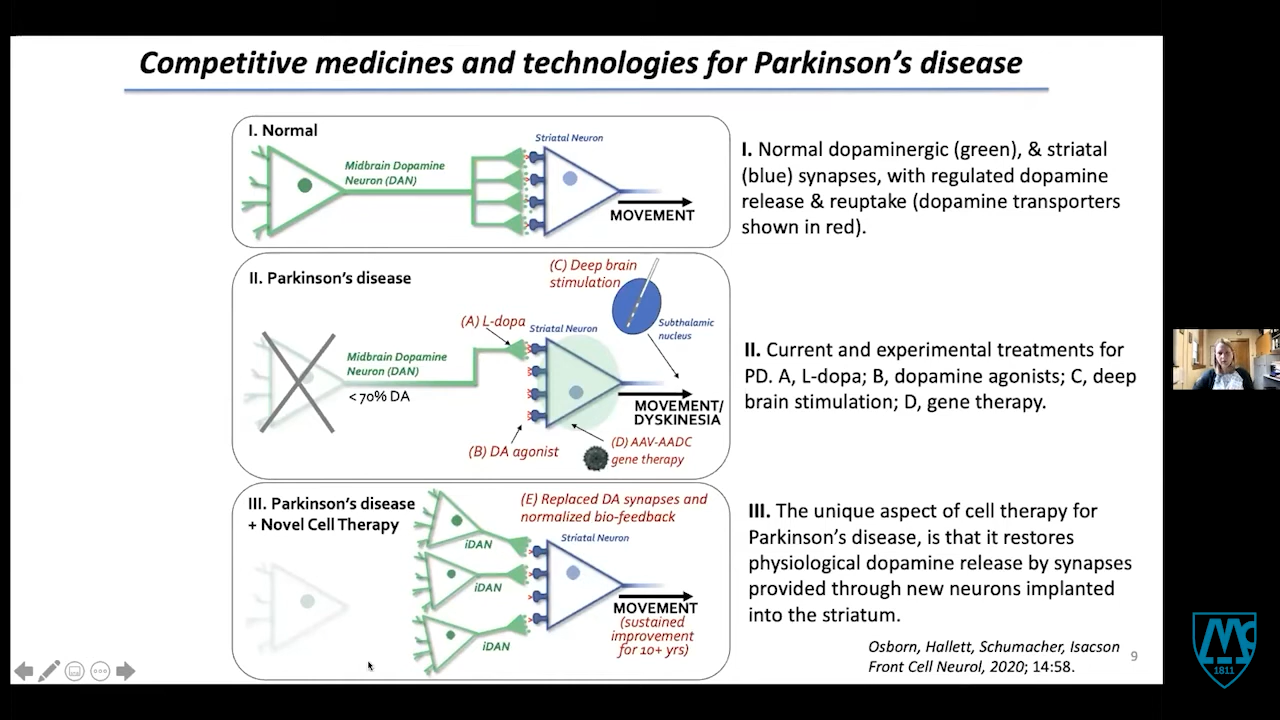 Competitive medicines and technologies for Parkinson's disease
I. Normal
Midbrain Dopamine
Neuron (DAN)
Striatal Neuron
MOVEMENT
I. Normal dopaminergic (green), & striatal
(blue) synapses, with regulated dopamine
release & reuptake (dopamine transporters
shown in red).
II. Parkinson's disease
(C) Deep brain
stimulation
(A) L-dopa
Striatal Neuron
Subthalamic
nucleus
Midbrain Dopamine
Neuron (DAN)
< 70% DA
MOVEMENT/
DYSKINESIA
(B) DA agonist
(D) AAV-AADC
gene therapy
II. Current and experimental treatments for
PD. A, L-dopa; B, dopamine agonists; C, deep
brain stimulation; D, gene therapy.
III. Parkinson's disease
+ Novel Cell Therapy
(E) Replaced DA synapses and
normalized bio-feedback
Striatal Neuron
iDAN
iDAN
iDAN
MOVEMENT
(sustained
improvement
for 10+ yrs)
III. The unique aspect of cell therapy for
Parkinson's disease, is that it restores
physiological dopamine release by synapses
provided through new neurons implanted
into the striatum.
Osborn, Hallett, Schumacher, Isacson
Front Cell Neurol, 2020; 14:58.
9
1811